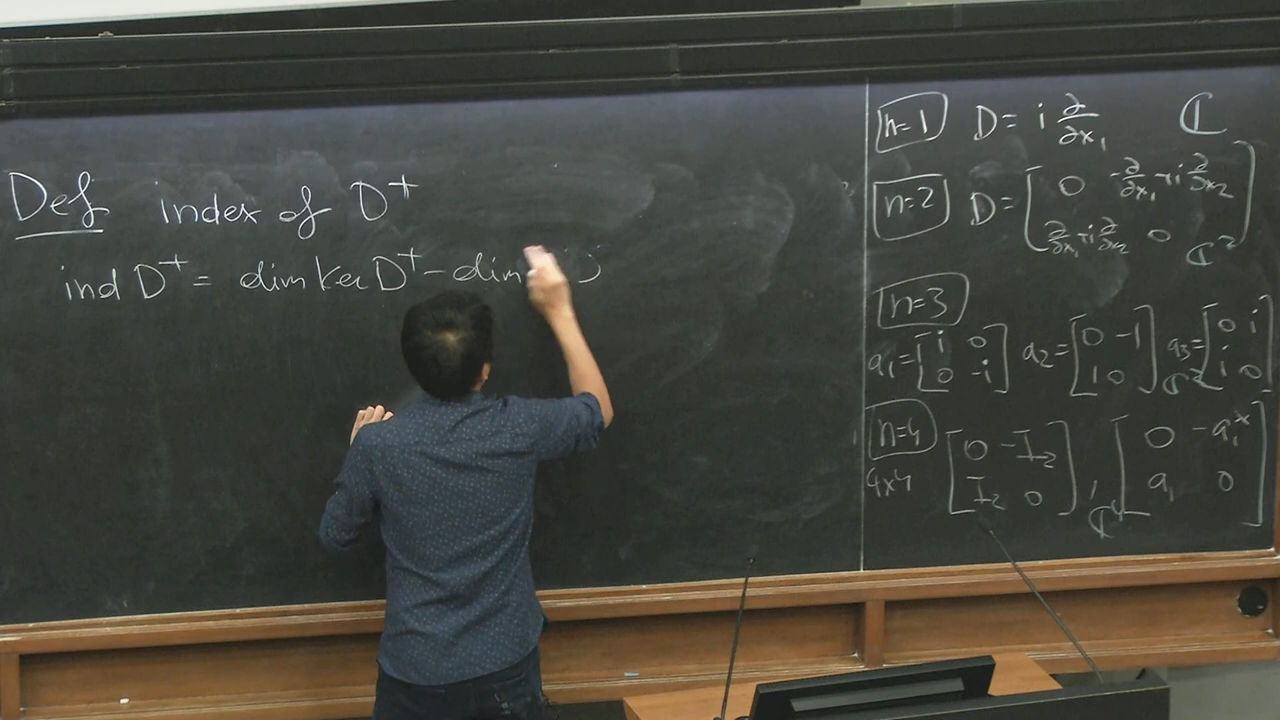 Def index of D⁺
ind D⁺ = dim ker D⁺ - dim
n=1 D = i ∂/∂x₁ ℂ
n=2 D = [ 0 -∂/∂x₁+i ∂/∂x₂
∂/∂x₁+i ∂/∂x₂ 0 ] ℂ²
n=3
a₁ = [ i 0 a₂ = [ 0 -1 a₃ = [ 0 i
0 -i ] 1 0 ] ℂ² i 0 ]
n=4 [ 0 -I₂ [ 0 -a₁*
4x4 I₂ 0 ] , a₁ 0 ]
ℂ⁴